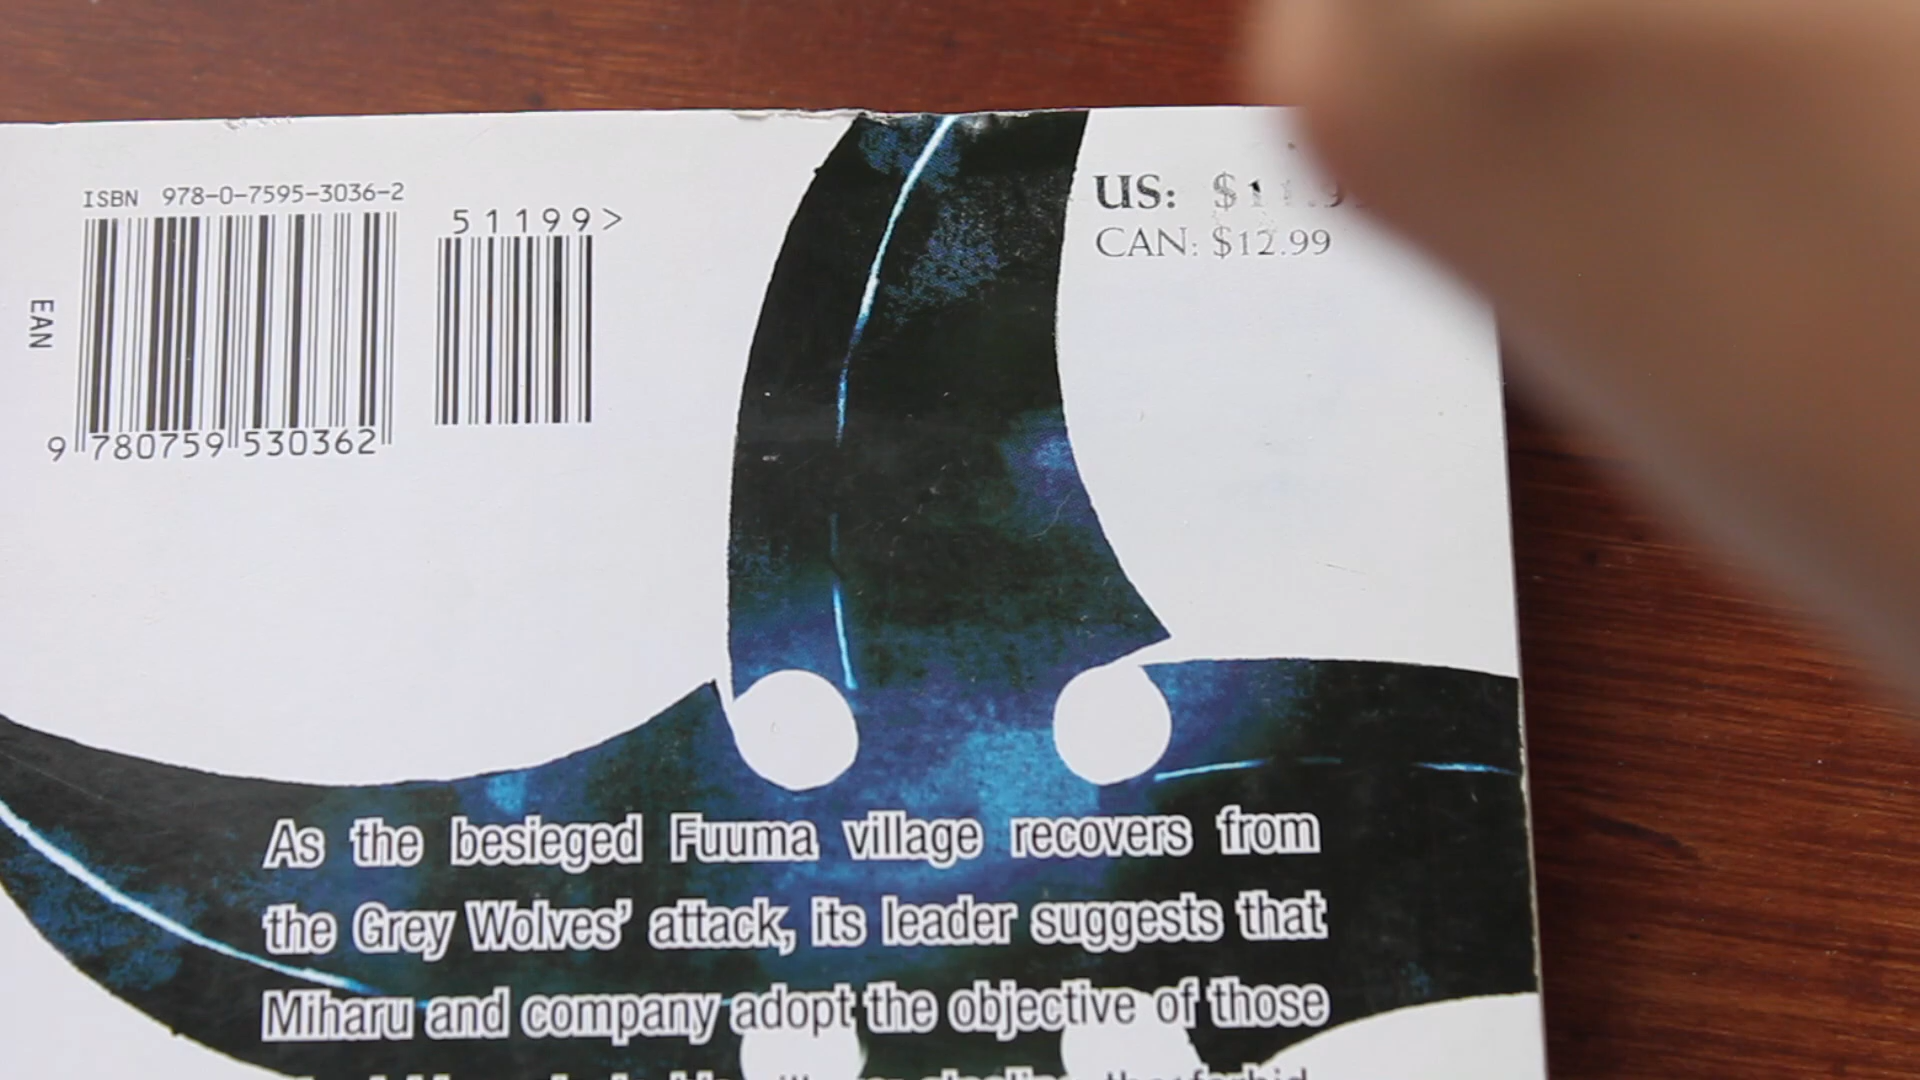 ISBN 978-0-7595-3036-2
51199>
EAN
9 780759 530362
US:
CAN: $12.99
As the besieged Fuuma village recovers from
the Grey Wolves' attack, its leader suggests that
Miharu and company adopt the objective of those